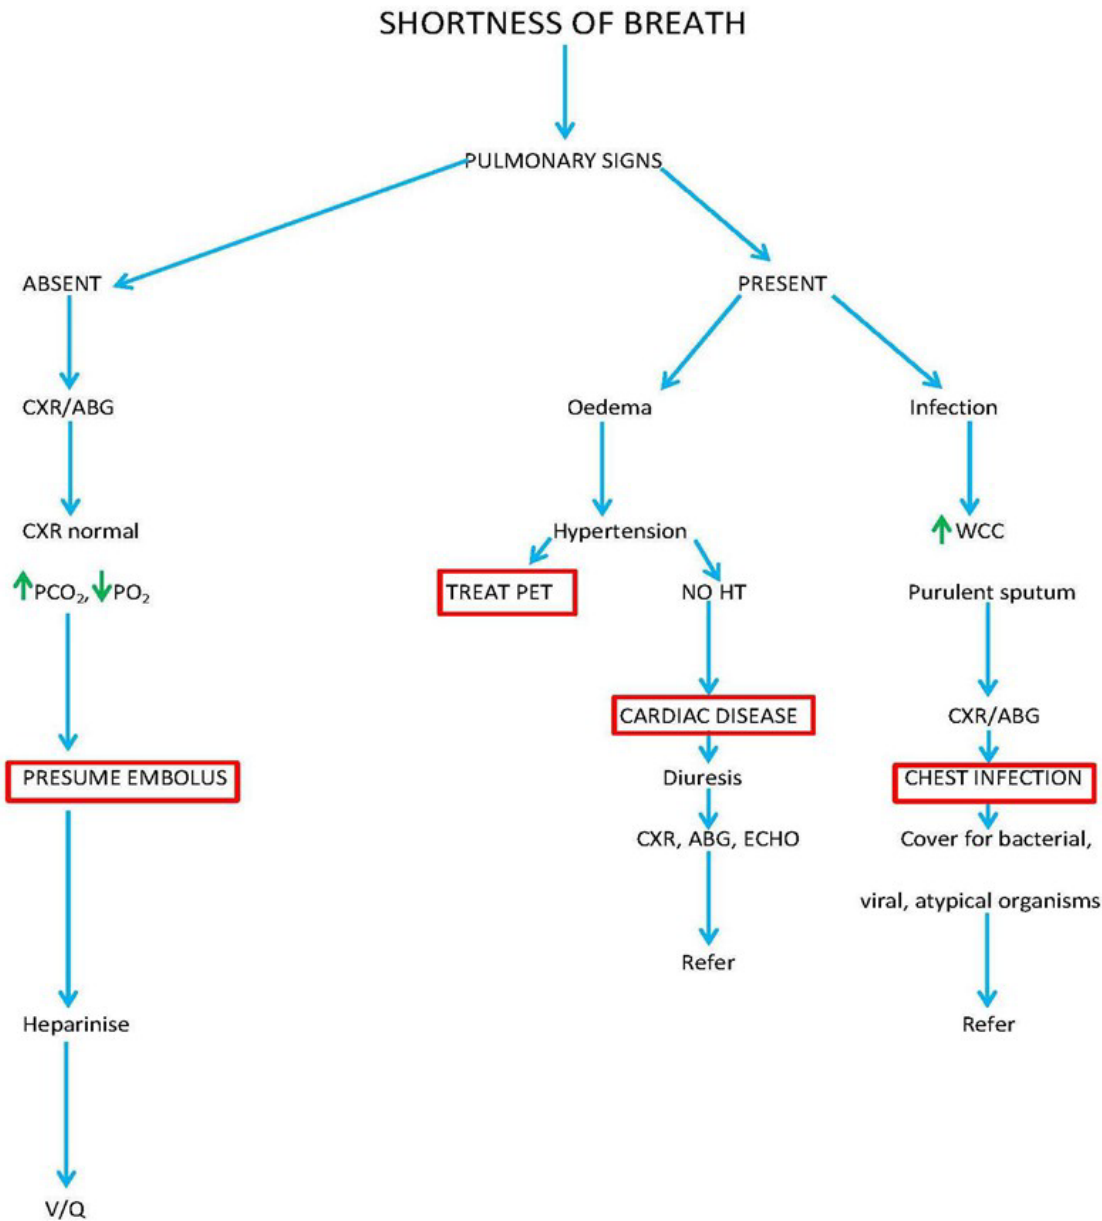 SHORTNESS OF BREATH
PULMONARY SIGNS
ABSENT
PRESENT
CXR/ABG
Oedema
Infection
CXR normal
Hypertension
↑ WCC
↑PCO₂, ↓PO₂
TREAT PET
NO HT
Purulent sputum
CARDIAC DISEASE
CXR/ABG
PRESUME EMBOLUS
Diuresis
CHEST INFECTION
CXR, ABG, ECHO
Cover for bacterial,
viral, atypical organisms
Refer
Heparinise
Refer
V/Q